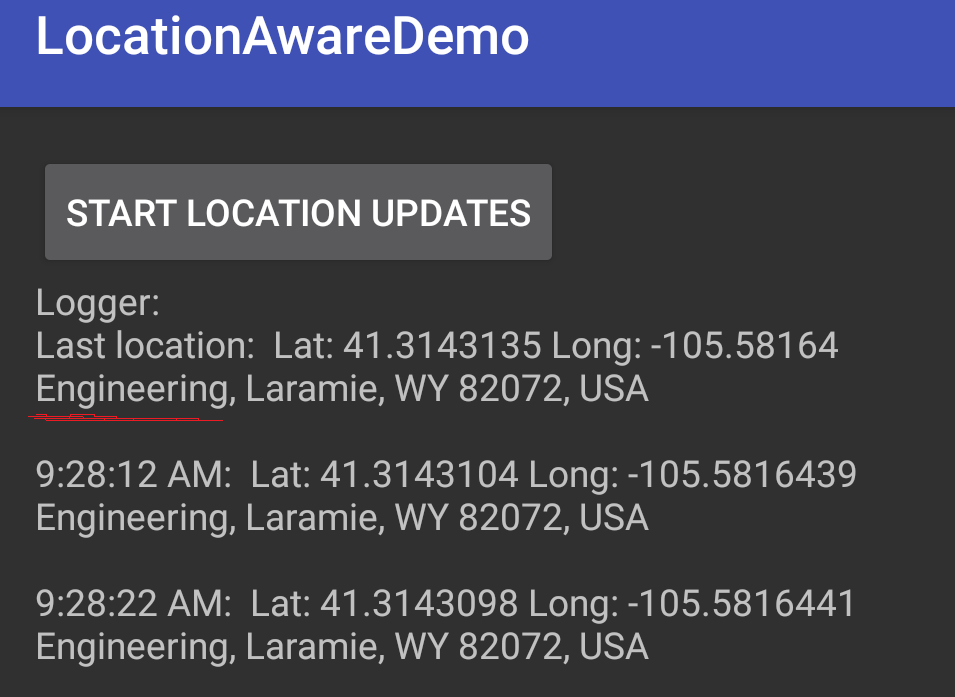 LocationAwareDemo
START LOCATION UPDATES
Logger:
Last location:  Lat: 41.3143135 Long: -105.58164
Engineering, Laramie, WY 82072, USA
9:28:12 AM:  Lat: 41.3143104 Long: -105.5816439
Engineering, Laramie, WY 82072, USA
9:28:22 AM:  Lat: 41.3143098 Long: -105.5816441
Engineering, Laramie, WY 82072, USA